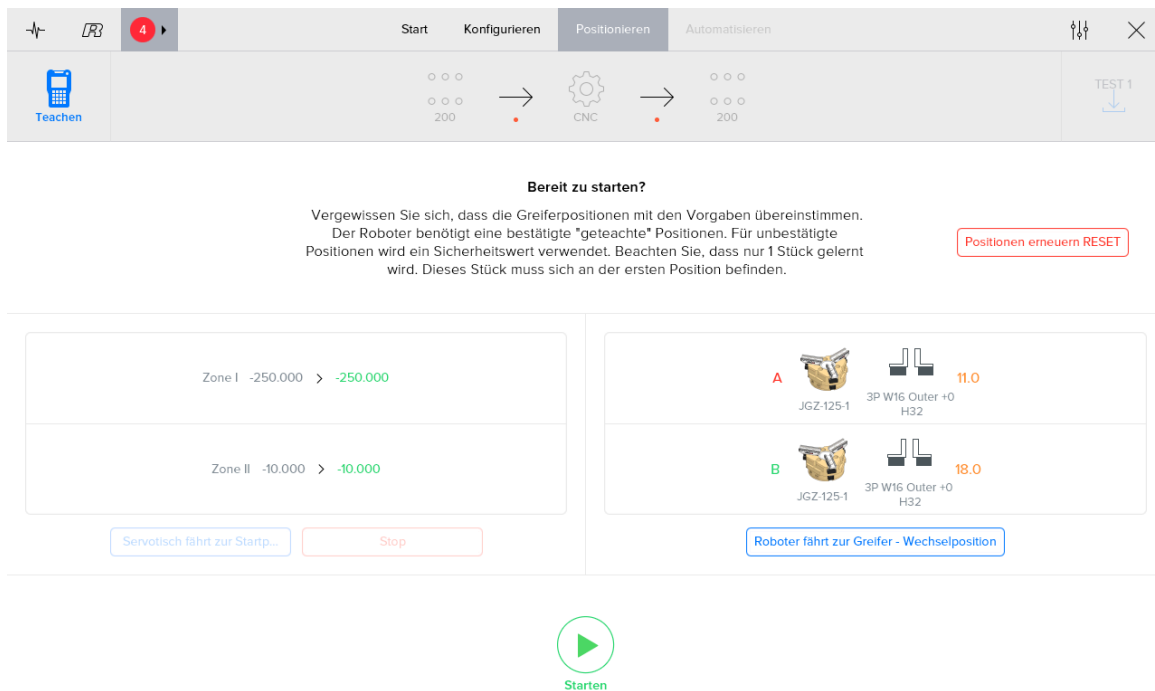 4
Start
Konfigurieren
Positionieren
Automatisieren
Teachen
200
CNC
200
TEST 1
Bereit zu starten?
Vergewissen Sie sich, dass die Greiferpositionen mit den Vorgaben übereinstimmen.
Der Roboter benötigt eine bestätigte "geteachte" Positionen. Für unbestätigte
Positionen wird ein Sicherheitswert verwendet. Beachten Sie, dass nur 1 Stück gelernt
wird. Dieses Stück muss sich an der ersten Position befinden.
Positionen erneuern RESET
Zone I -250.000 > -250.000
Zone II -10.000 > -10.000
Servotisch fährt zur Startp...
Stop
A
JGZ-125-1
3P W16 Outer +0
H32
11.0
B
JGZ-125-1
3P W16 Outer +0
H32
18.0
Roboter fährt zur Greifer - Wechselposition
Starten